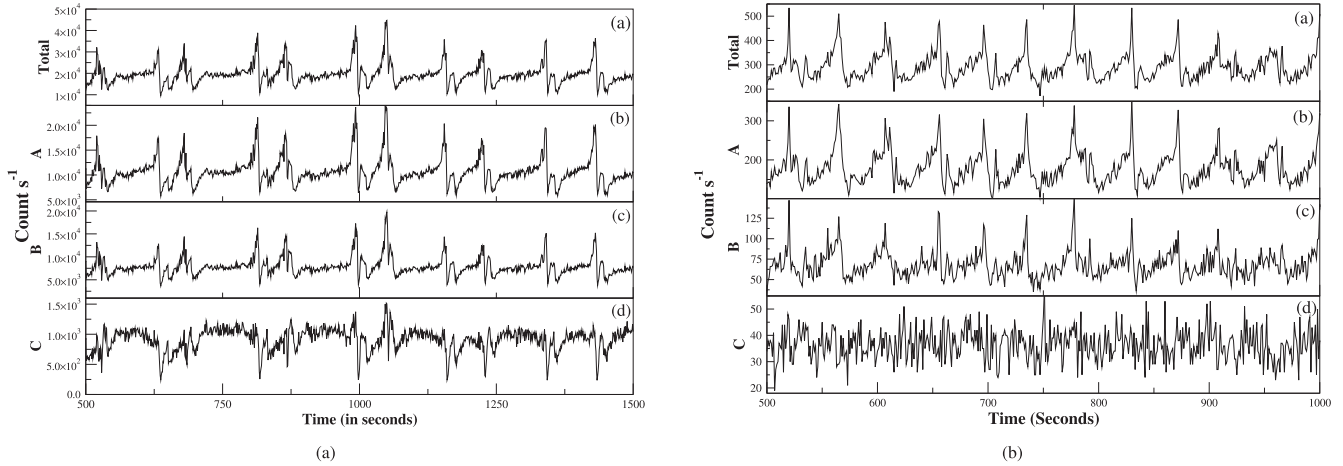 5×10⁴
4×10⁴
3×10⁴
2×10⁴
1×10⁴
Total
(a)
2.0×10⁴
1.5×10⁴
1.0×10⁴
5.0×10³
A
(b)
Count s⁻¹
2.0×10⁴
1.5×10⁴
1.0×10⁴
5.0×10³
B
(c)
1.5×10³
1.0×10³
5.0×10²
0.0
C
(d)
500 750 1000 1250 1500
Time (in seconds)
(a)
500
400
300
200
Total
(a)
300
200
A
(b)
Count s⁻¹
125
100
75
50
B
(c)
50
40
30
20
C
(d)
500 600 700 800 900 1000
Time (Seconds)
(b)